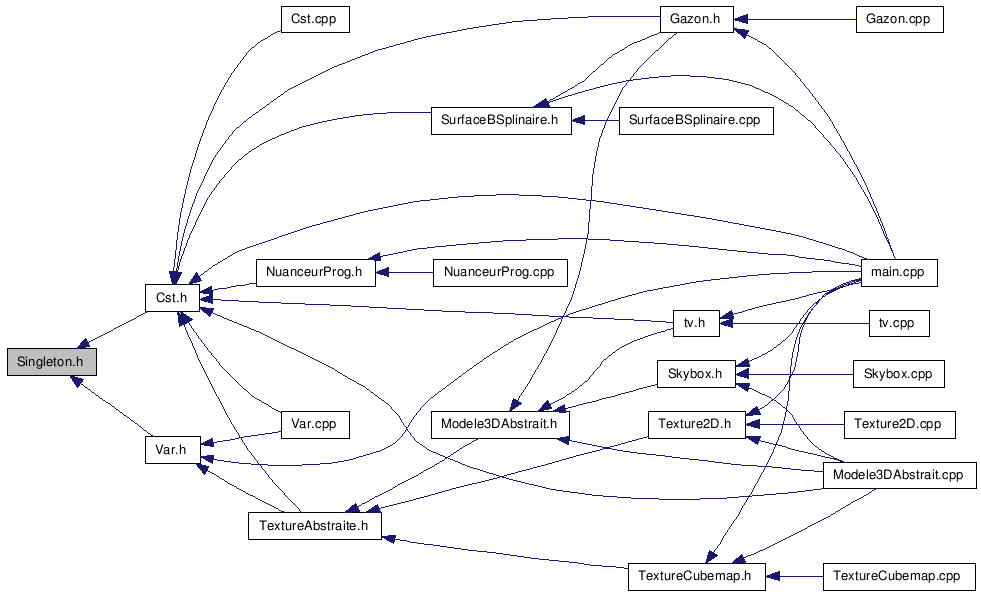 Cst.cpp
Gazon.h
Gazon.cpp
SurfaceBSplinaire.h
SurfaceBSplinaire.cpp
NuanceurProg.h
NuanceurProg.cpp
main.cpp
Cst.h
tv.h
tv.cpp
Singleton.h
Skybox.h
Skybox.cpp
Var.cpp
Modele3DAbstrait.h
Texture2D.h
Texture2D.cpp
Var.h
Modele3DAbstrait.cpp
TextureAbstraite.h
TextureCubemap.h
TextureCubemap.cpp